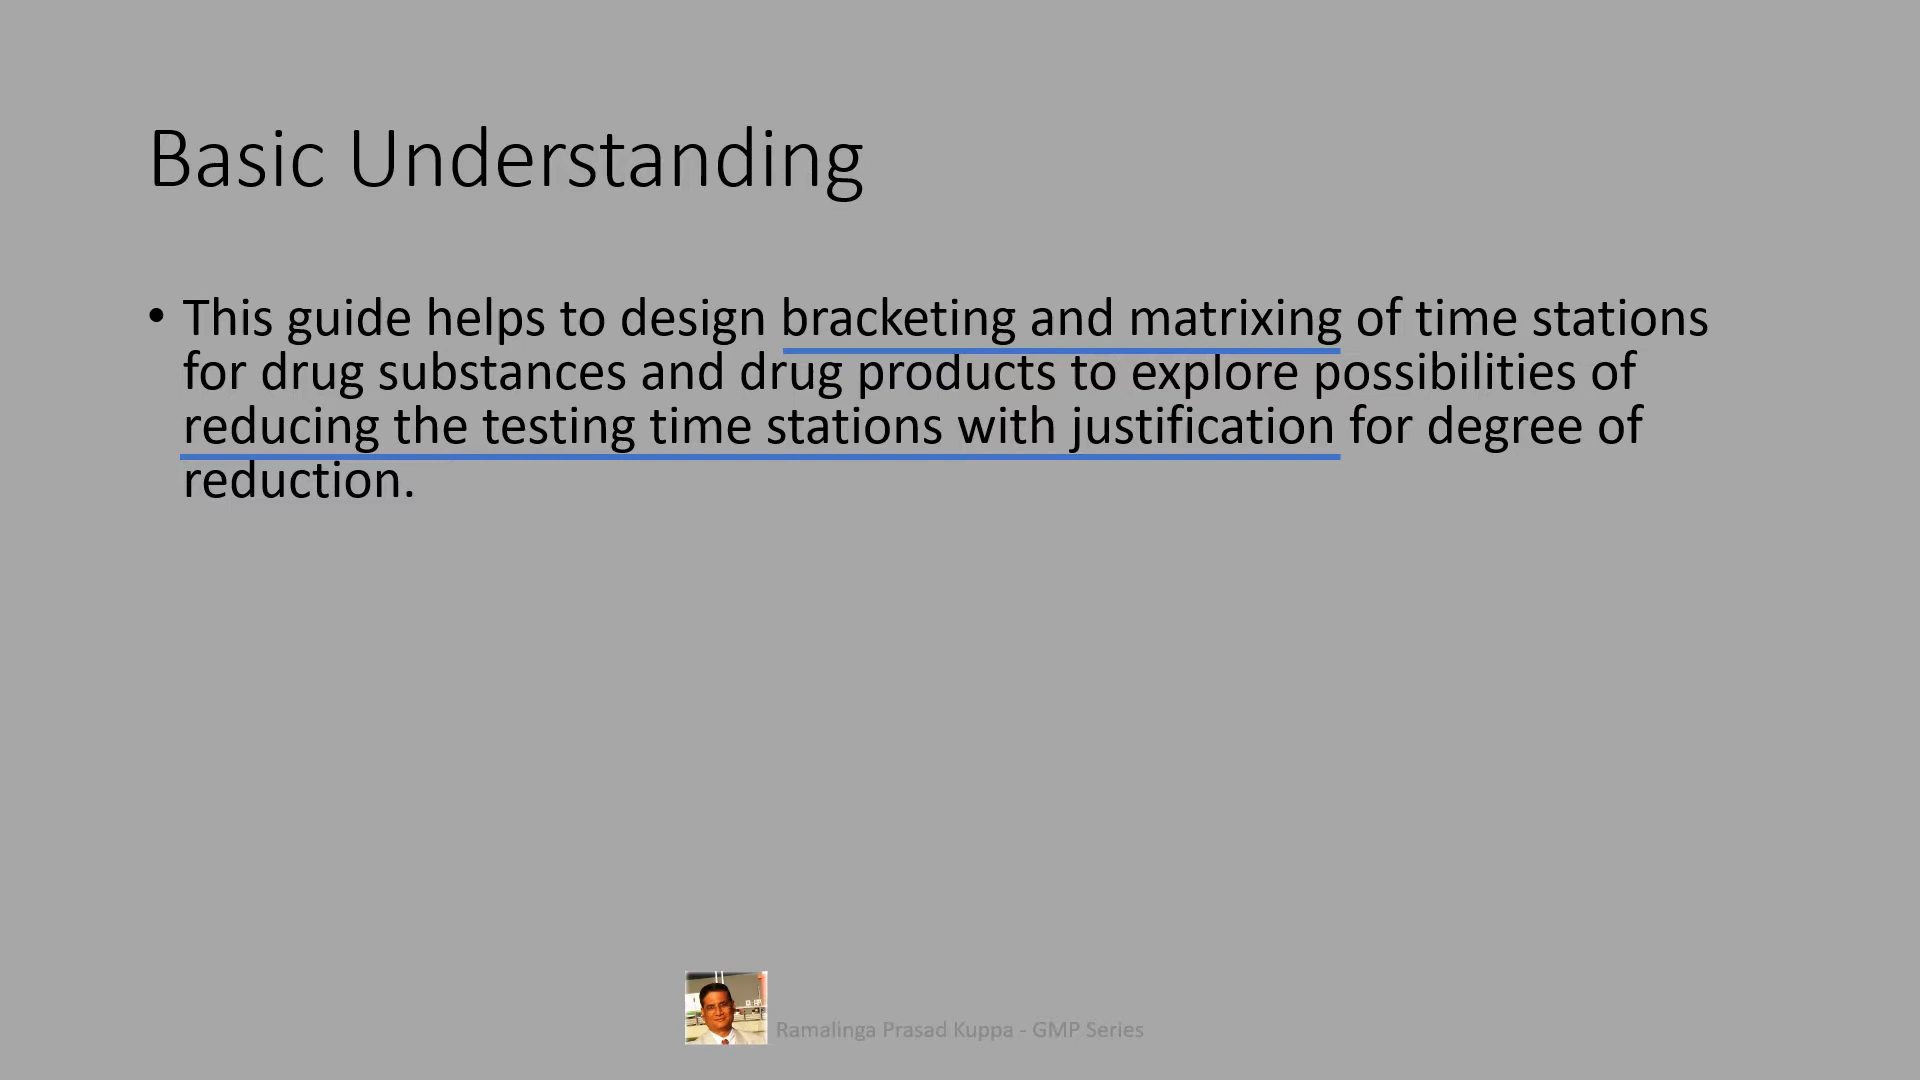 Basic Understanding
• This guide helps to design bracketing and matrixing of time stations
for drug substances and drug products to explore possibilities of
reducing the testing time stations with justification for degree of
reduction.
Ramalinga Prasad Kuppa - GMP Series